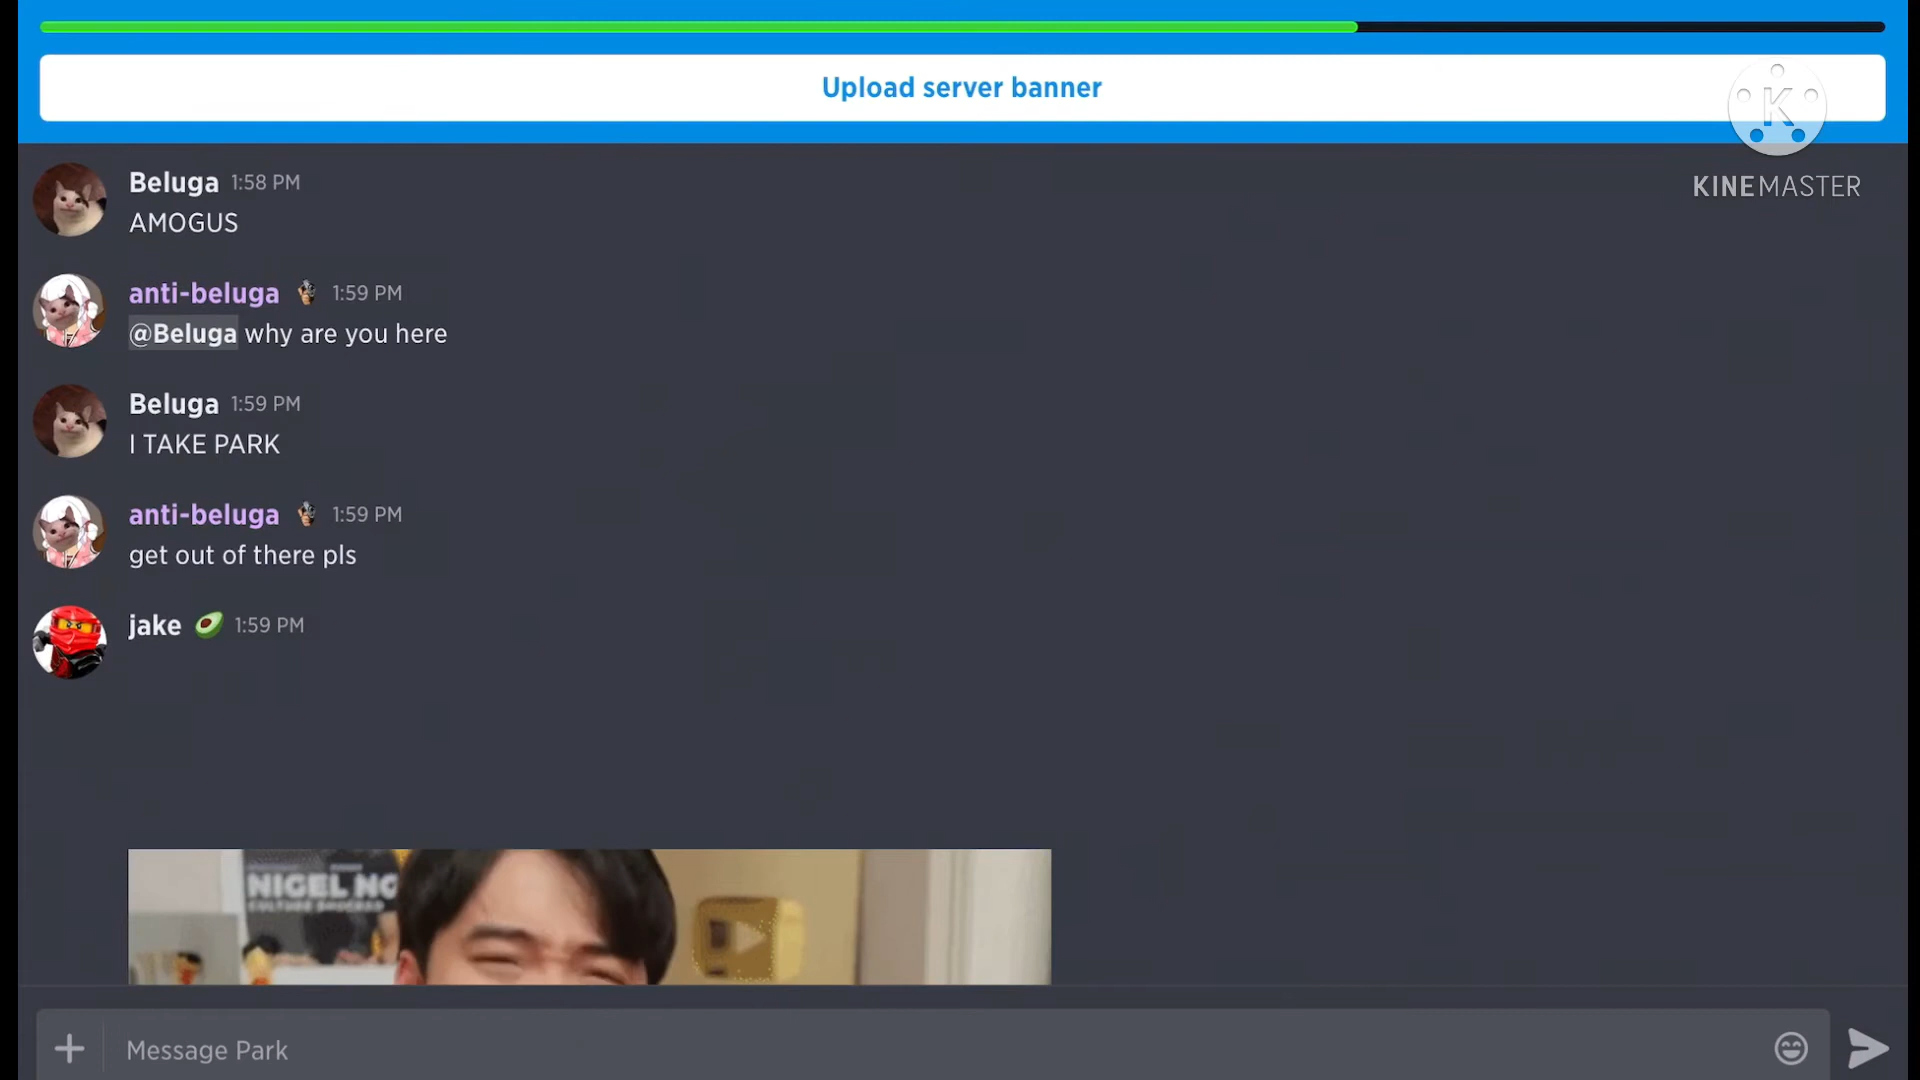 Upload server banner
K
KINEMASTER
Beluga 1:58 PM
AMOGUS
anti-beluga 1:59 PM
@Beluga why are you here
Beluga 1:59 PM
I TAKE PARK
anti-beluga 1:59 PM
get out of there pls
jake 1:59 PM
NIGEL NG
Message Park